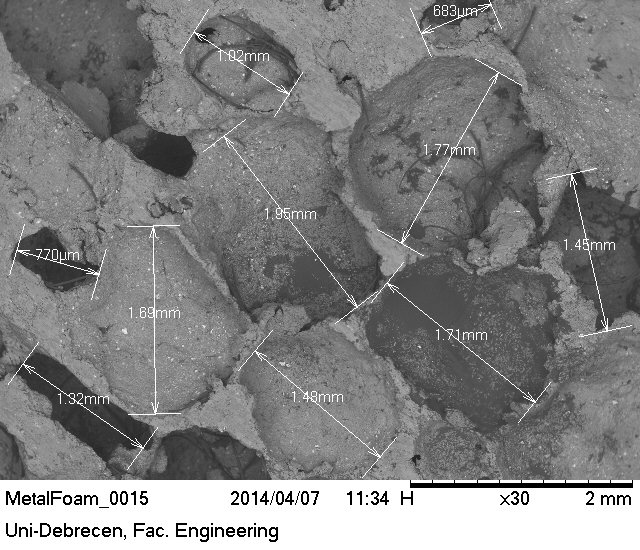 683µm
1.02mm
1.77mm
1.95mm
1.45mm
770µm
1.69mm
1.71mm
1.32mm
1.48mm
MetalFoam_0015 2014/04/07 11:34 H x30 2 mm
Uni-Debrecen, Fac. Engineering